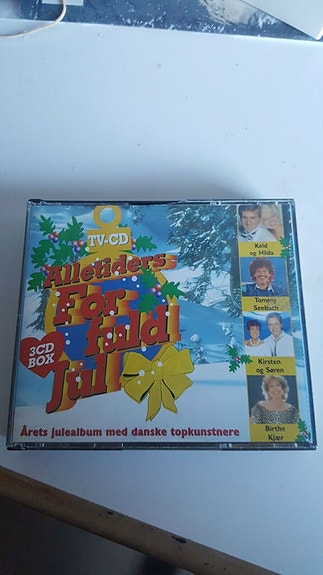 TV-CD
Alletiders
For
fuld
Jul
3CD
BOX
Årets julealbum med danske topkunstnere
Keld
og Hilda
Tommy
Seebach
Kirsten
og Søren
Birthe
Kjær